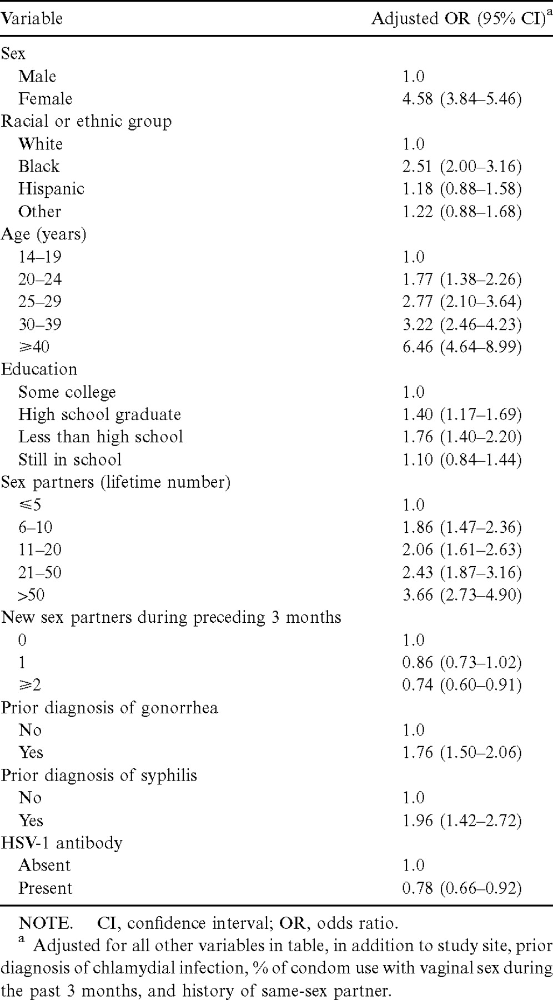 Variable Adjusted OR (95% CI)a
Sex
Male 1.0
Female 4.58 (3.84–5.46)
Racial or ethnic group
White 1.0
Black 2.51 (2.00–3.16)
Hispanic 1.18 (0.88–1.58)
Other 1.22 (0.88–1.68)
Age (years)
14–19 1.0
20–24 1.77 (1.38–2.26)
25–29 2.77 (2.10–3.64)
30–39 3.22 (2.46–4.23)
⩾40 6.46 (4.64–8.99)
Education
Some college 1.0
High school graduate 1.40 (1.17–1.69)
Less than high school 1.76 (1.40–2.20)
Still in school 1.10 (0.84–1.44)
Sex partners (lifetime number)
⩽5 1.0
6–10 1.86 (1.47–2.36)
11–20 2.06 (1.61–2.63)
21–50 2.43 (1.87–3.16)
>50 3.66 (2.73–4.90)
New sex partners during preceding 3 months
0 1.0
1 0.86 (0.73–1.02)
⩾2 0.74 (0.60–0.91)
Prior diagnosis of gonorrhea
No 1.0
Yes 1.76 (1.50–2.06)
Prior diagnosis of syphilis
No 1.0
Yes 1.96 (1.42–2.72)
HSV-1 antibody
Absent 1.0
Present 0.78 (0.66–0.92)
NOTE. CI, confidence interval; OR, odds ratio.
a Adjusted for all other variables in table, in addition to study site, prior
diagnosis of chlamydial infection, % of condom use with vaginal sex during
the past 3 months, and history of same-sex partner.